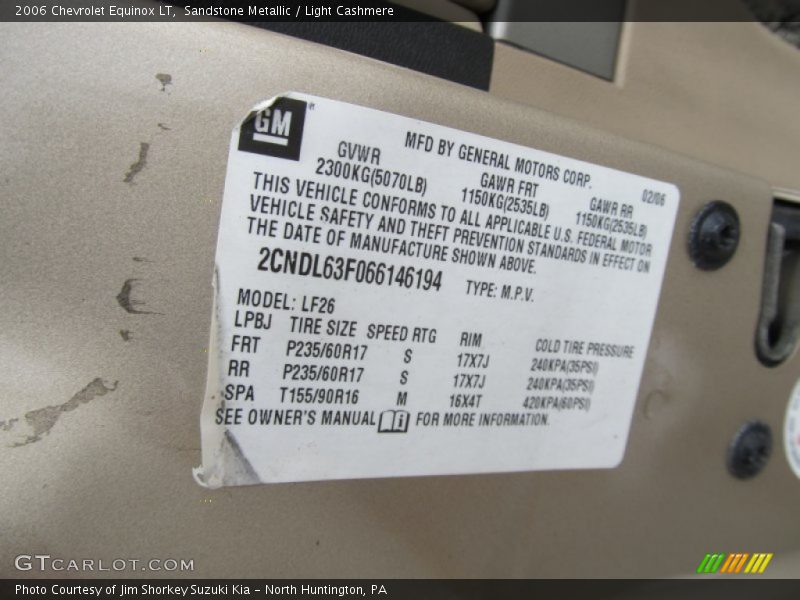 2006 Chevrolet Equinox LT, Sandstone Metallic / Light Cashmere
GM
MFD BY GENERAL MOTORS CORP. 02/06
GVWR GAWR FRT GAWR RR
2300KG(5070LB) 1150KG(2535LB) 1150KG(2535LB)
THIS VEHICLE CONFORMS TO ALL APPLICABLE U.S. FEDERAL MOTOR
VEHICLE SAFETY AND THEFT PREVENTION STANDARDS IN EFFECT ON
THE DATE OF MANUFACTURE SHOWN ABOVE.
2CNDL63F066146194 TYPE: M.P.V.
MODEL: LF26
LPBJ TIRE SIZE SPEED RTG RIM COLD TIRE PRESSURE
FRT P235/60R17 S 17X7J 240KPA(35PSI)
RR P235/60R17 S 17X7J 240KPA(35PSI)
SPA T155/90R16 M 16X4T 420KPA(60PSI)
SEE OWNER'S MANUAL i FOR MORE INFORMATION.
GTCARLOT.COM
Photo Courtesy of Jim Shorkey Suzuki Kia - North Huntington, PA